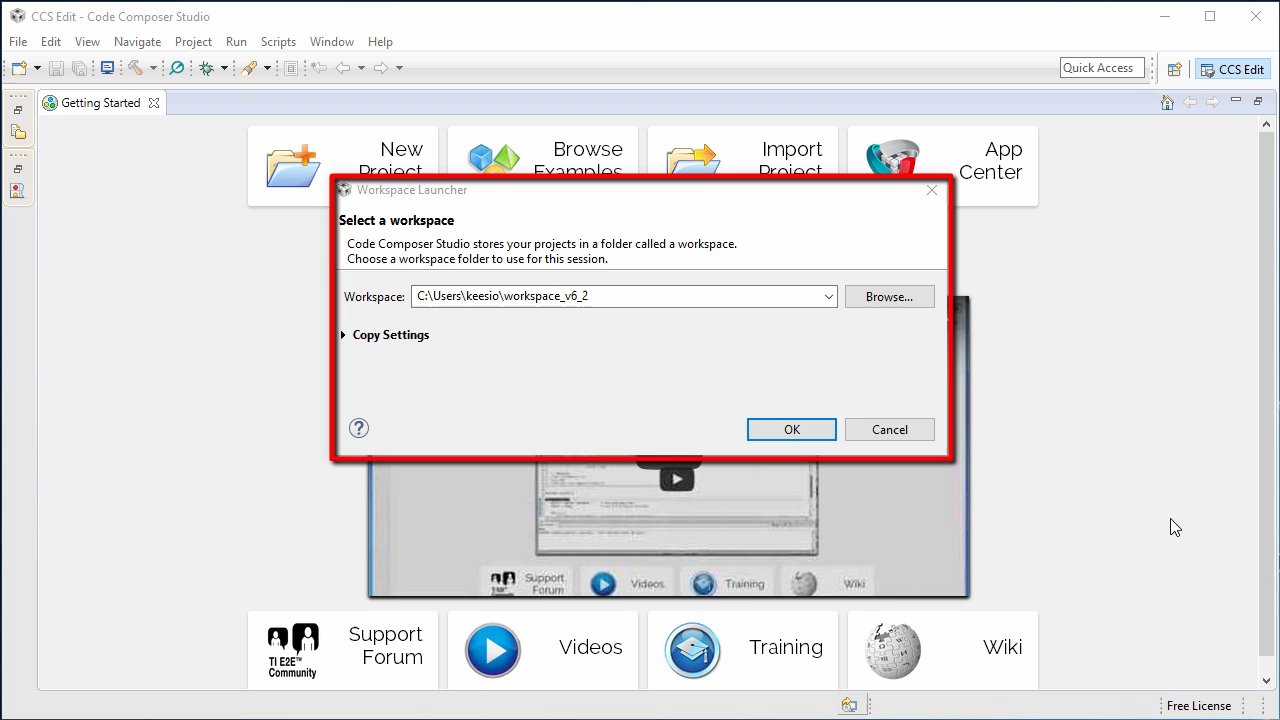 CCS Edit - Code Composer Studio
File Edit View Navigate Project Run Scripts Window Help
Quick Access
CCS Edit
Getting Started
New
Project
Browse
Examples
Import
Project
App
Center
Workspace Launcher
Select a workspace
Code Composer Studio stores your projects in a folder called a workspace.
Choose a workspace folder to use for this session.
Workspace: C:\Users\keesio\workspace_v6_2 Browse...
Copy Settings
? OK Cancel
Support
Forum
Videos
Training
Wiki
TI E2E™
Community
Support
Forum
Videos
Training
Wiki
Free License